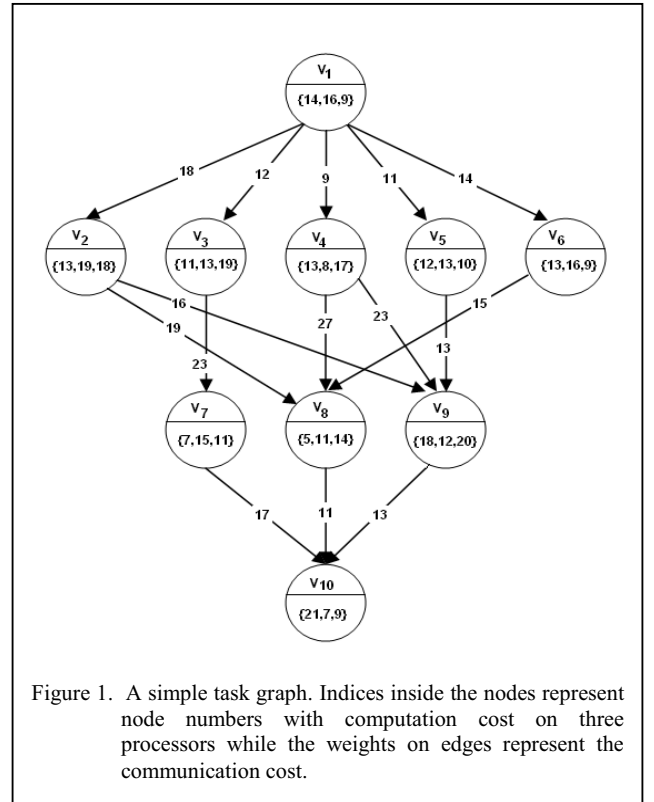 V1
{14,16,9}
18
12
9
11
14
V2
{13,19,18}
V3
{11,13,19}
V4
{13,8,17}
V5
{12,13,10}
V6
{13,16,9}
16
19
27
23
15
23
13
V7
{7,15,11}
V8
{5,11,14}
V9
{18,12,20}
17
11
13
V10
{21,7,9}
Figure 1. A simple task graph. Indices inside the nodes represent
node numbers with computation cost on three
processors while the weights on edges represent the
communication cost.